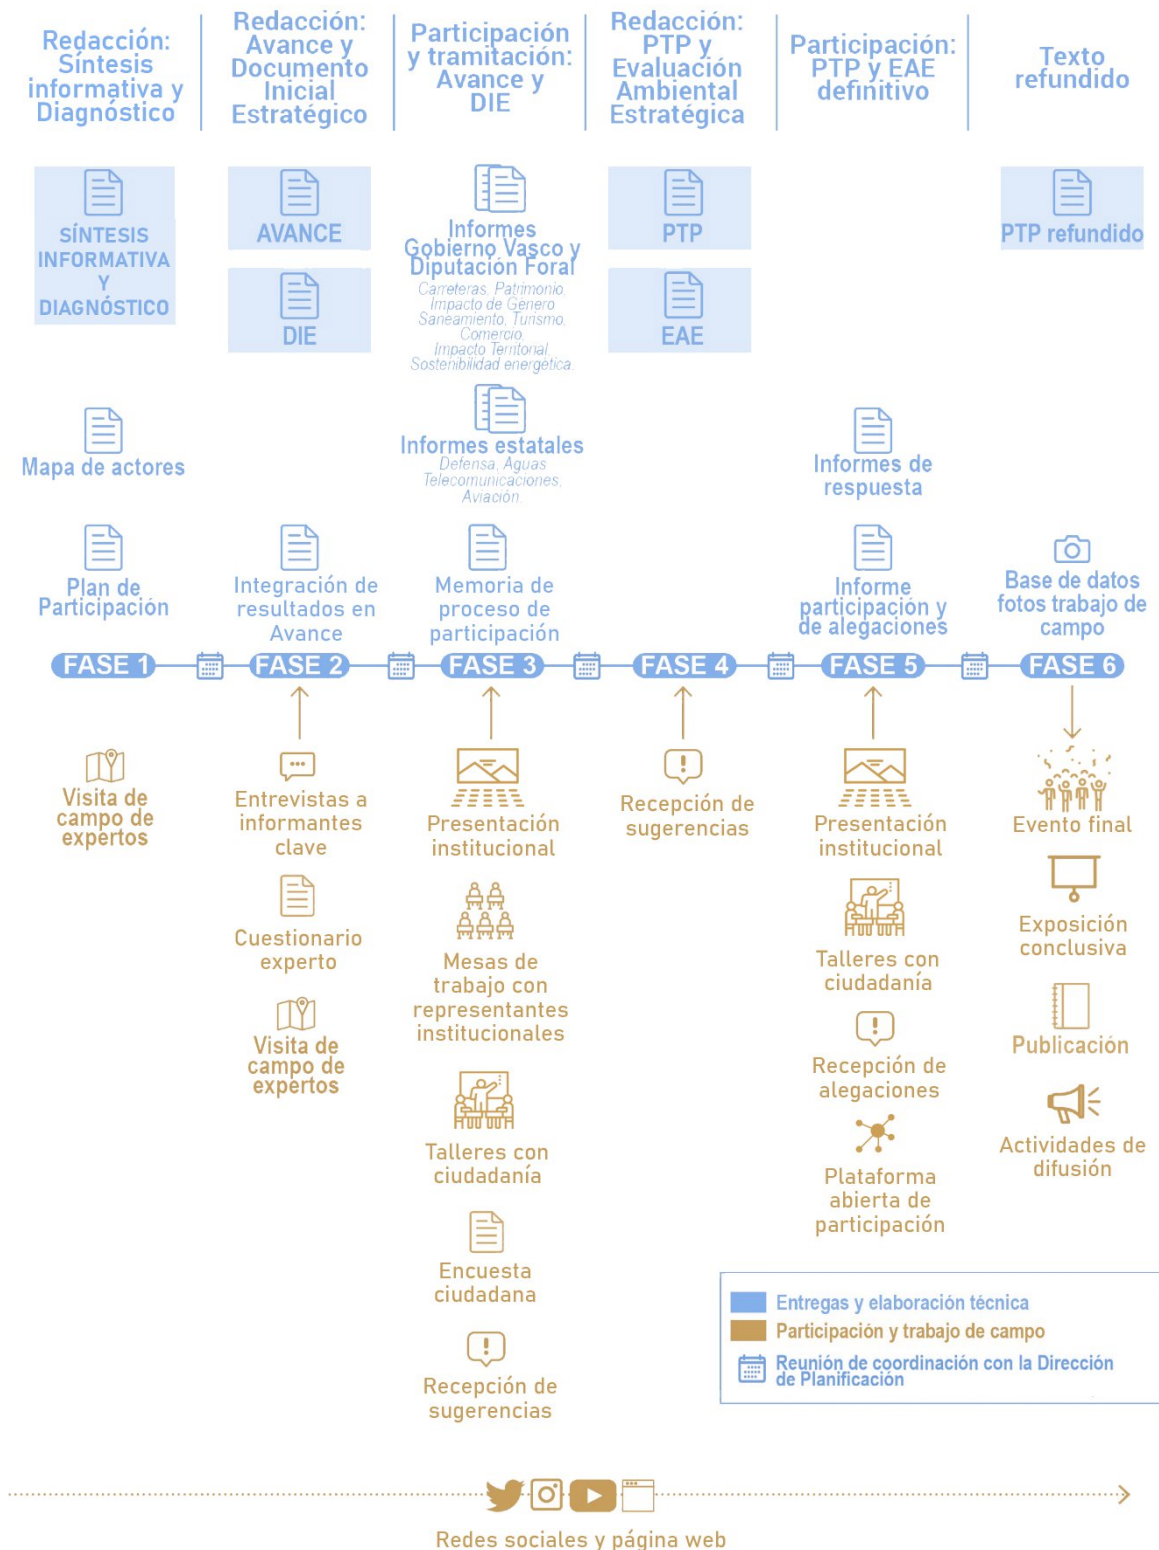 Redacción:
Síntesis
informativa y
Diagnóstico
Redacción:
Avance y
Documento
Inicial
Estratégico
Participación
y tramitación:
Avance y
DIE
Redacción:
PTP y
Evaluación
Ambiental
Estratégica
Participación:
PTP y EAE
definitivo
Texto
refundido
SÍNTESIS
INFORMATIVA
Y
DIAGNÓSTICO
AVANCE
DIE
Informes
Gobierno Vasco y
Diputación Foral
Carreteras, Patrimonio,
Impacto de Género
Saneamiento, Turismo,
Comercio,
Impacto Territorial,
Sostenibilidad energética.
PTP
EAE
PTP refundido
Mapa de actores
Informes estatales
Defensa, Aguas
Telecomunicaciones,
Aviación.
Informes de
respuesta
Plan de
Participación
Integración de
resultados en
Avance
Memoria de
proceso de
participación
Informe
participación y
de alegaciones
Base de datos
fotos trabajo de
campo
FASE 1
FASE 2
FASE 3
FASE 4
FASE 5
FASE 6
Visita de
campo de
expertos
Entrevistas a
informantes
clave
Cuestionario
experto
Visita de
campo de
expertos
Presentación
institucional
Mesas de
trabajo con
representantes
institucionales
Talleres con
ciudadanía
Encuesta
ciudadana
Recepción de
sugerencias
Recepción de
sugerencias
Presentación
institucional
Talleres con
ciudadanía
Recepción de
alegaciones
Plataforma
abierta de
participación
Evento final
Exposición
conclusiva
Publicación
Actividades de
difusión
Entregas y elaboración técnica
Participación y trabajo de campo
Reunión de coordinación con la Dirección
de Planificación
Redes sociales y página web